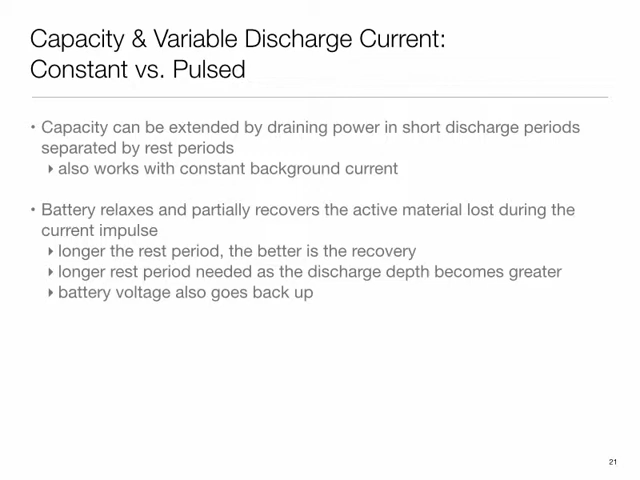 Capacity & Variable Discharge Current:
Constant vs. Pulsed
• Capacity can be extended by draining power in short discharge periods
separated by rest periods
‣ also works with constant background current
• Battery relaxes and partially recovers the active material lost during the
current impulse
‣ longer the rest period, the better is the recovery
‣ longer rest period needed as the discharge depth becomes greater
‣ battery voltage also goes back up
21